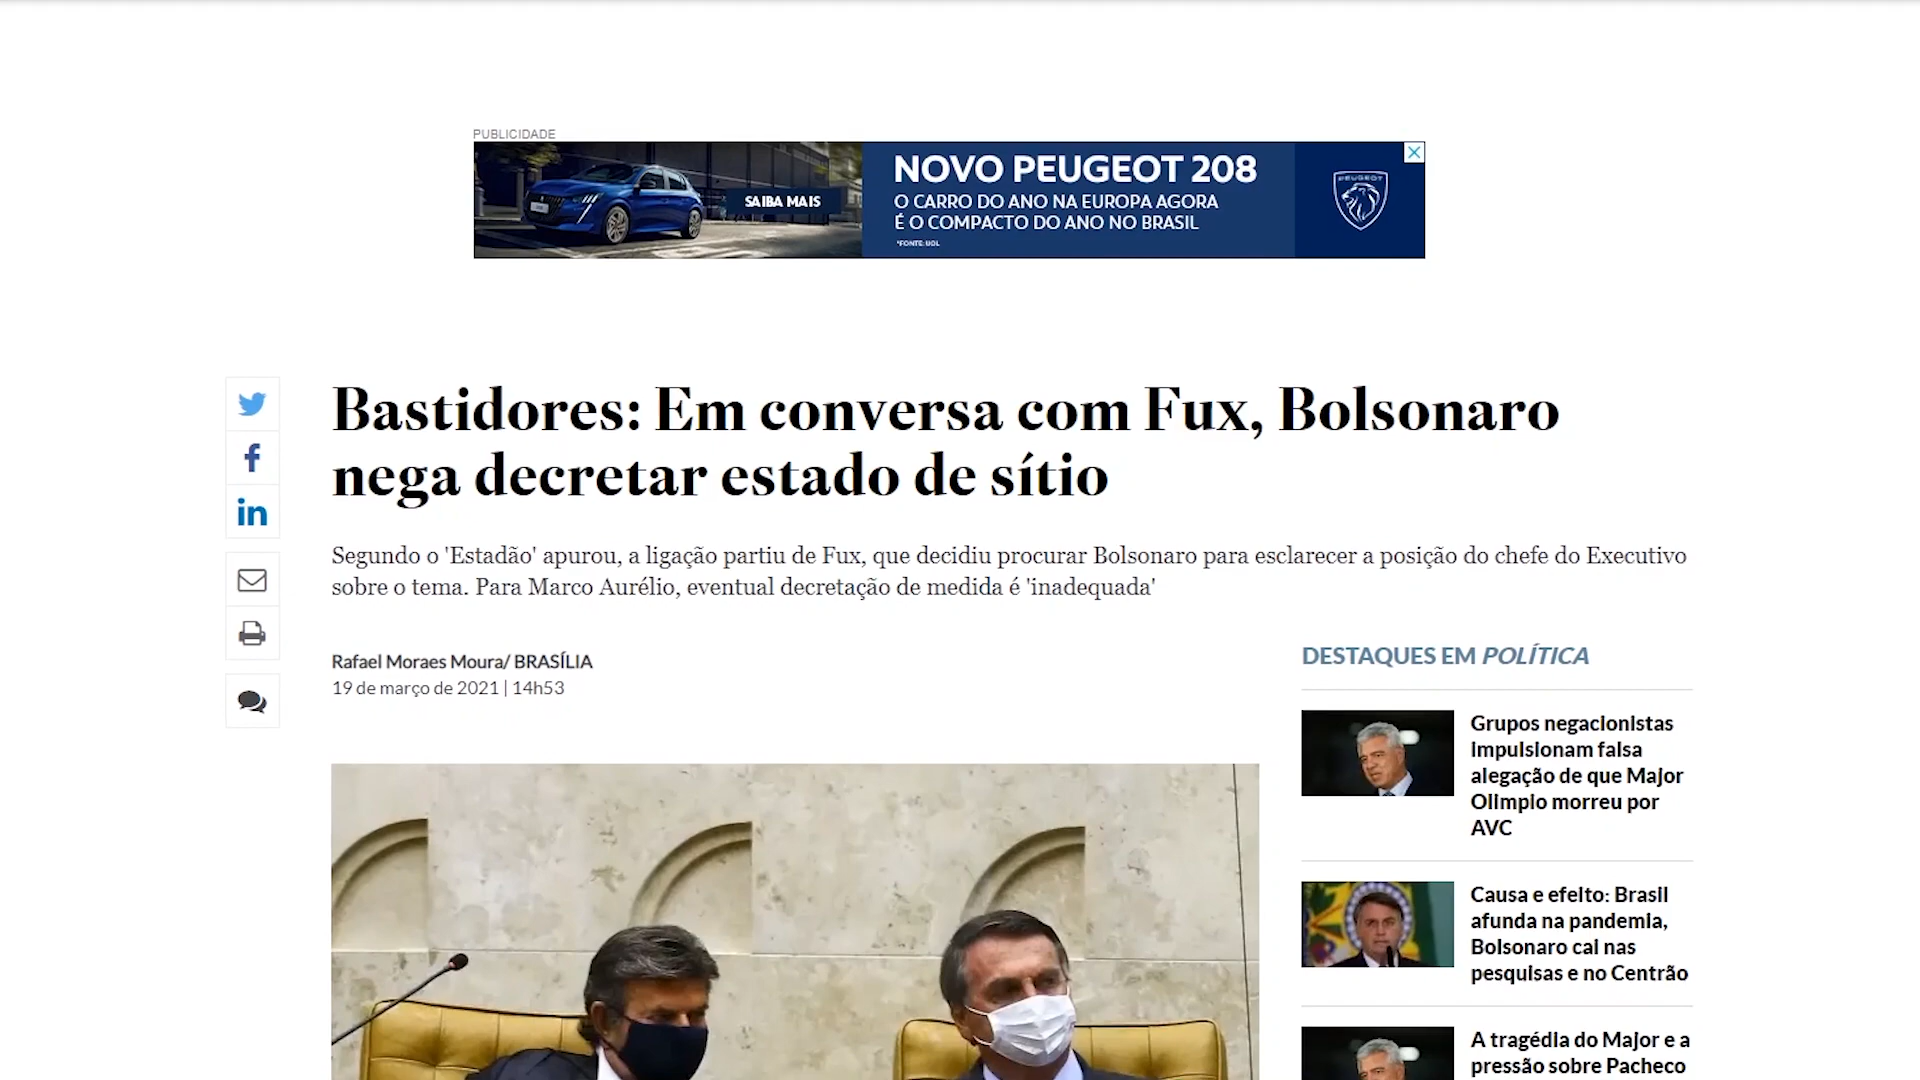 PUBLICIDADE
SAIBA MAIS
NOVO PEUGEOT 208
O CARRO DO ANO NA EUROPA AGORA
É O COMPACTO DO ANO NO BRASIL
*FONTE: UOL
PEUGEOT
Bastidores: Em conversa com Fux, Bolsonaro
nega decretar estado de sítio
Segundo o 'Estadão' apurou, a ligação partiu de Fux, que decidiu procurar Bolsonaro para esclarecer a posição do chefe do Executivo
sobre o tema. Para Marco Aurélio, eventual decretação de medida é 'inadequada'
Rafael Moraes Moura/ BRASÍLIA
19 de março de 2021 | 14h53
DESTAQUES EM POLÍTICA
Grupos negacionistas
impulsionam falsa
alegação de que Major
Olimpio morreu por
AVC
Causa e efeito: Brasil
afunda na pandemia,
Bolsonaro cai nas
pesquisas e no Centrão
A tragédia do Major e a
pressão sobre Pacheco